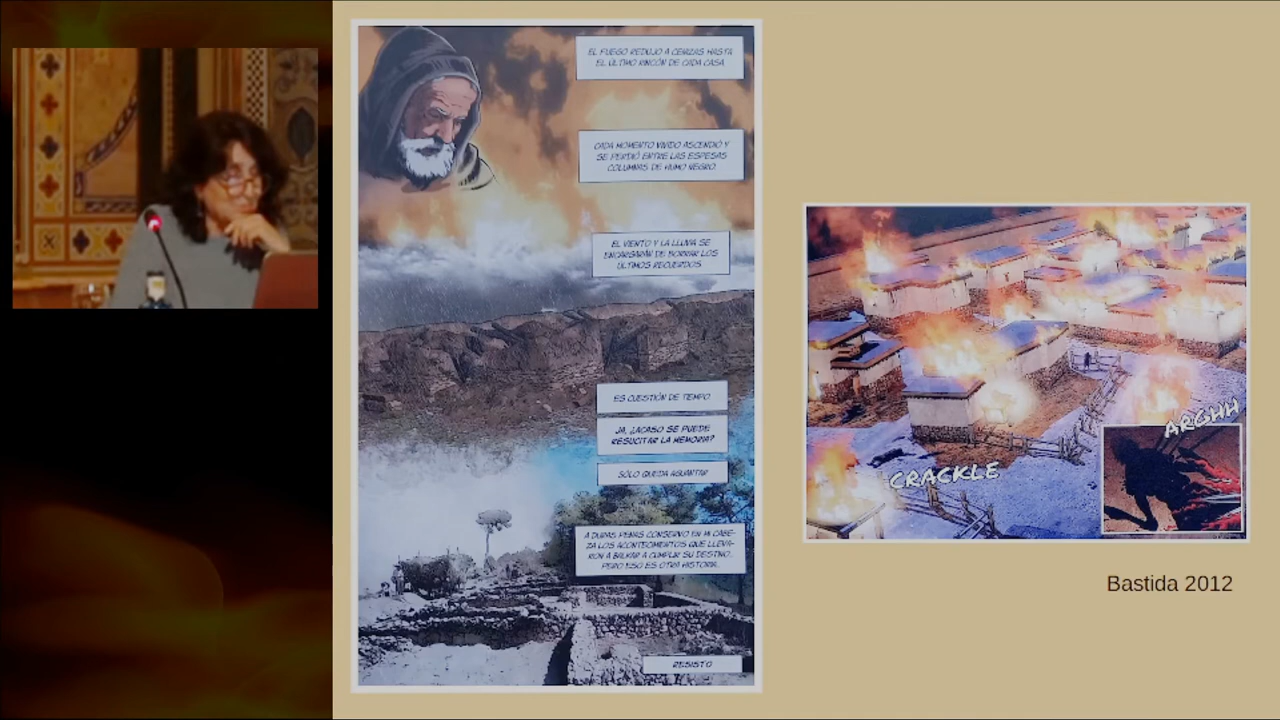 EL FUEGO REDUJO A CENIZAS HASTA
EL ÚLTIMO RINCÓN DE CADA CASA
CADA MOMENTO VIVIDO ASCENDIÓ Y
SE PERDIÓ ENTRE LAS ESPESAS
COLUMNAS DE HUMO NEGRO.
EL VIENTO Y LA LLUVIA SE
ENCARGARÁN DE BORRAR LOS
ÚLTIMOS RECUERDOS
ES CUESTIÓN DE TIEMPO
JA, ¿ACASO SE PUEDE
RESUCITAR LA MEMORIA?
SÓLO QUEDA AGUANTAR
A DURAS PENAS CONSERVO EN MI CABE-
ZA LOS ACONTECIMIENTOS QUE LLEVA-
RON A BALKAR A CUMPLIR SU DESTINO.
PERO ESO ES OTRA HISTORIA...
RESISTO
CRACKLE
ARGHH
Bastida 2012